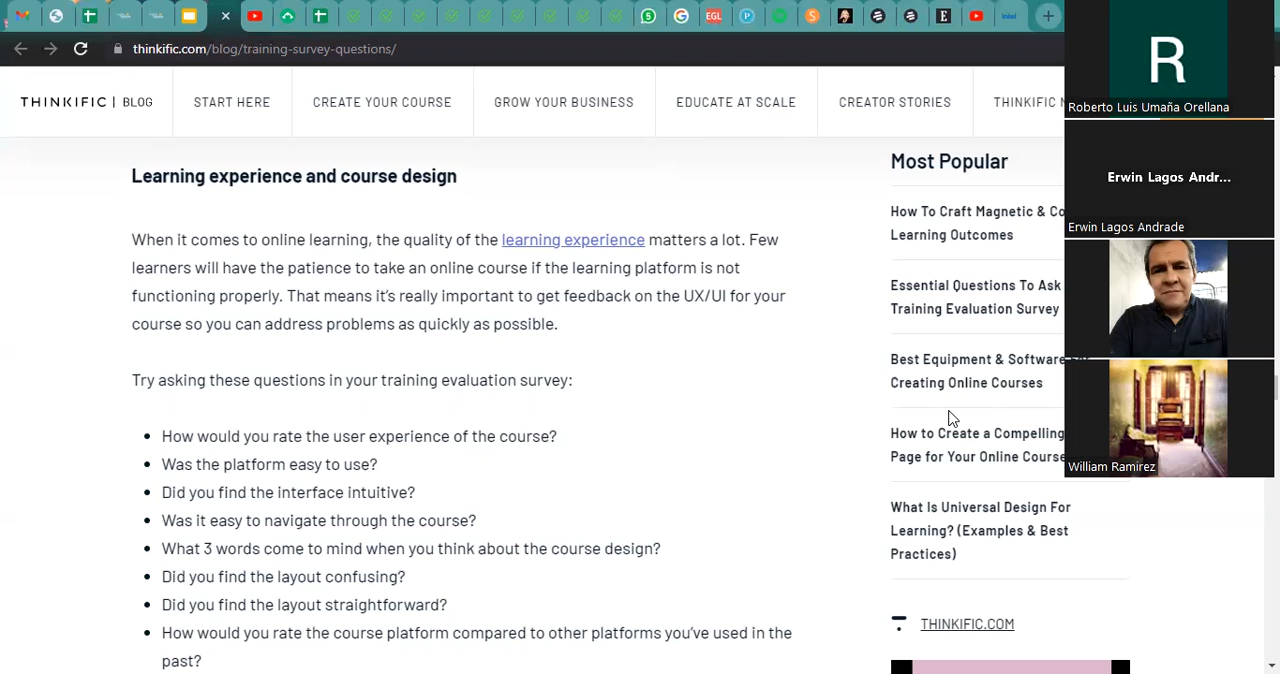 thinkific.com/blog/training-survey-questions/
THINKIFIC | BLOG
START HERE
CREATE YOUR COURSE
GROW YOUR BUSINESS
EDUCATE AT SCALE
CREATOR STORIES
THINKIFIC
Learning experience and course design
When it comes to online learning, the quality of the learning experience matters a lot. Few
learners will have the patience to take an online course if the learning platform is not
functioning properly. That means it's really important to get feedback on the UX/UI for your
course so you can address problems as quickly as possible.
Try asking these questions in your training evaluation survey:
• How would you rate the user experience of the course?
• Was the platform easy to use?
• Did you find the interface intuitive?
• Was it easy to navigate through the course?
• What 3 words come to mind when you think about the course design?
• Did you find the layout confusing?
• Did you find the layout straightforward?
• How would you rate the course platform compared to other platforms you've used in the
past?
Most Popular
How To Craft Magnetic & Co
Learning Outcomes
Essential Questions To Ask
Training Evaluation Survey
Best Equipment & Software For
Creating Online Courses
How to Create a Compelling
Page for Your Online Course
What Is Universal Design For
Learning? (Examples & Best
Practices)
THINKIFIC.COM
R
Roberto Luis Umaña Orellana
Erwin Lagos Andr...
Erwin Lagos Andrade
William Ramirez
EGL
intel